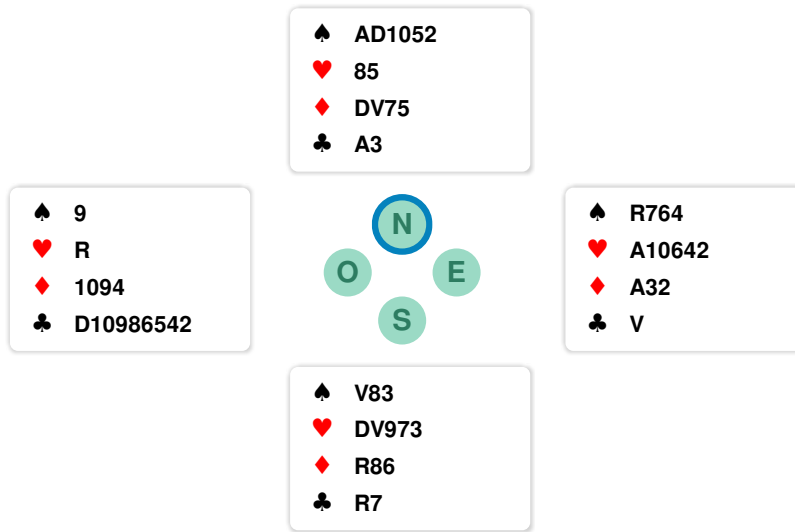 ♠ AD1052
♥ 85
♦ DV75
♣ A3
♠ 9
♥ R
♦ 1094
♣ D10986542
N
O E
S
♠ R764
♥ A10642
♦ A32
♣ V
♠ V83
♥ DV973
♦ R86
♣ R7